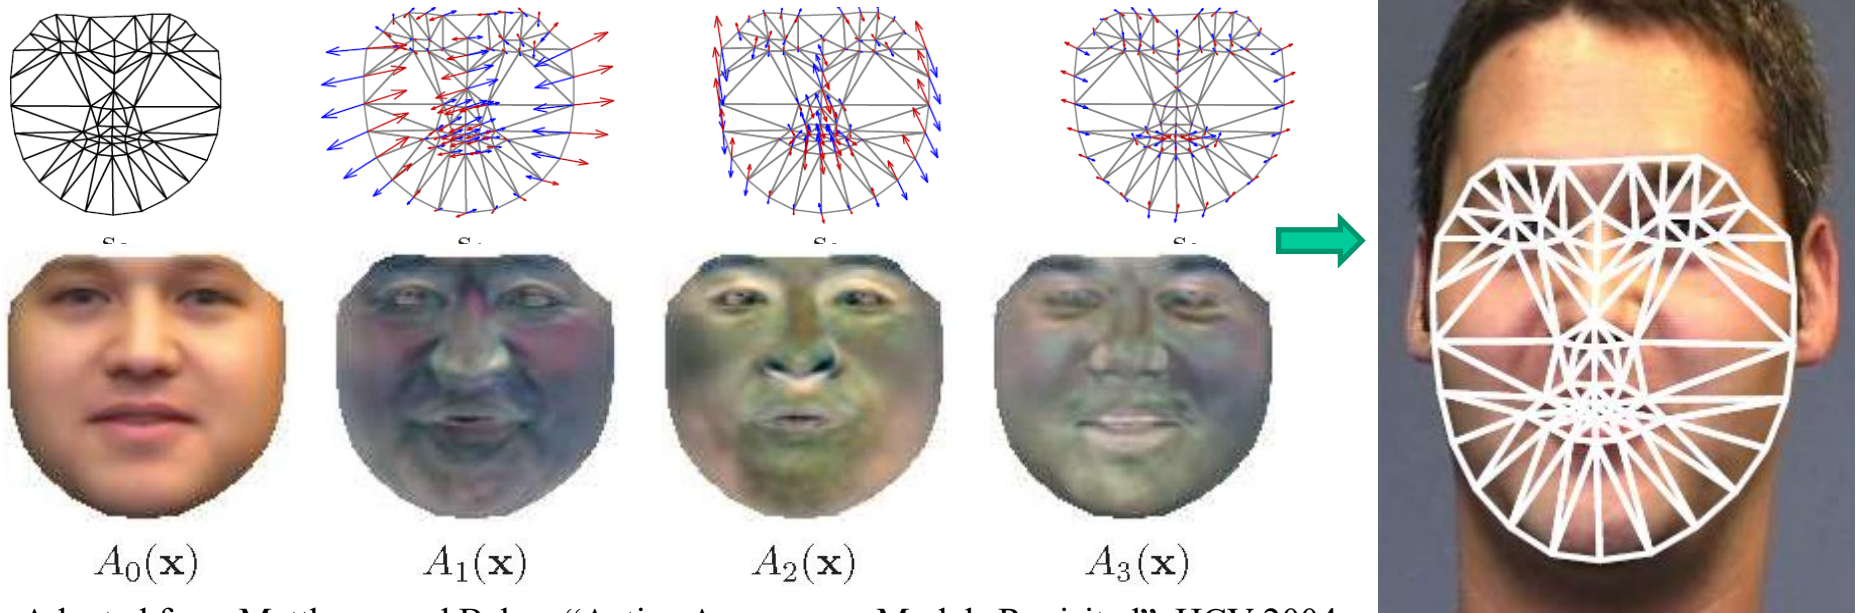 s s s s
A₀(x) A₁(x) A₂(x) A₃(x)
Adapted from Matthews and Baker, “Active Appearance Models Revisited”, IJCV 2004